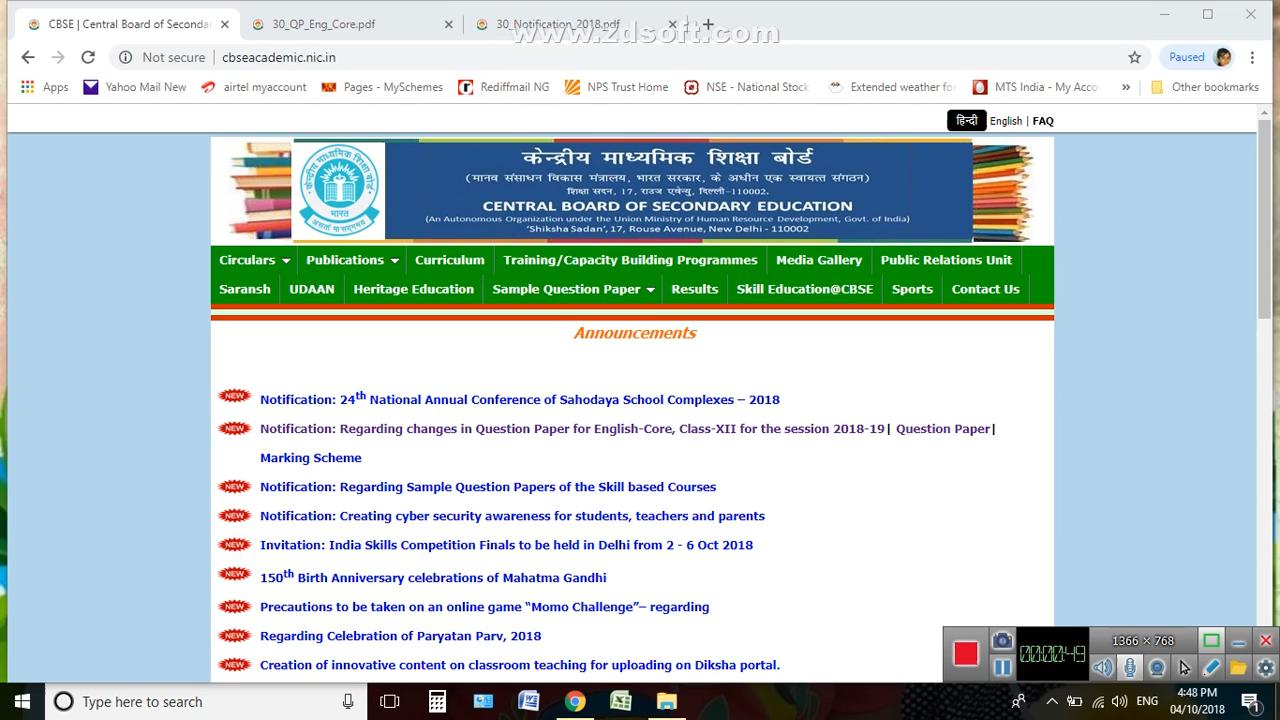 CBSE | Central Board of Seconda
30_QP_Eng_Core.pdf
30_Notification_2018.pdf
www.zdsoft.com
Not secure | cbseacademic.nic.in
Paused
Apps
Yahoo Mail New
airtel myaccount
Pages - MySchemes
Rediffmail NG
NPS Trust Home
NSE - National Stock
Extended weather fo
MTS India - My Acco
»
Other bookmarks
हिन्दी English | FAQ
केन्द्रीय माध्यमिक शिक्षा बोर्ड
(मानव संसाधन विकास मंत्रालय, भारत सरकार, के अधीन एक स्वायत्त संगठन)
शिक्षा सदन, 17, राउज एवेन्यु, दिल्ली-110002.
CENTRAL BOARD OF SECONDARY EDUCATION
(An Autonomous Organization under the Union Ministry of Human Resource Development, Govt. of India)
'Shiksha Sadan', 17, Rouse Avenue, New Delhi - 110002
भारत
Circulars Publications Curriculum Training/Capacity Building Programmes Media Gallery Public Relations Unit
Saransh UDAAN Heritage Education Sample Question Paper Results Skill Education@CBSE Sports Contact Us
Announcements
NEW Notification: 24th National Annual Conference of Sahodaya School Complexes – 2018
NEW Notification: Regarding changes in Question Paper for English-Core, Class-XII for the session 2018-19| Question Paper|
Marking Scheme
NEW Notification: Regarding Sample Question Papers of the Skill based Courses
NEW Notification: Creating cyber security awareness for students, teachers and parents
NEW Invitation: India Skills Competition Finals to be held in Delhi from 2 - 6 Oct 2018
NEW 150th Birth Anniversary celebrations of Mahatma Gandhi
NEW Precautions to be taken on an online game “Momo Challenge”– regarding
NEW Regarding Celebration of Paryatan Parv, 2018
NEW Creation of innovative content on classroom teaching for uploading on Diksha portal.
1366 × 768
00:00:49
Type here to search
ENG
4:48 PM
04/10/2018
1